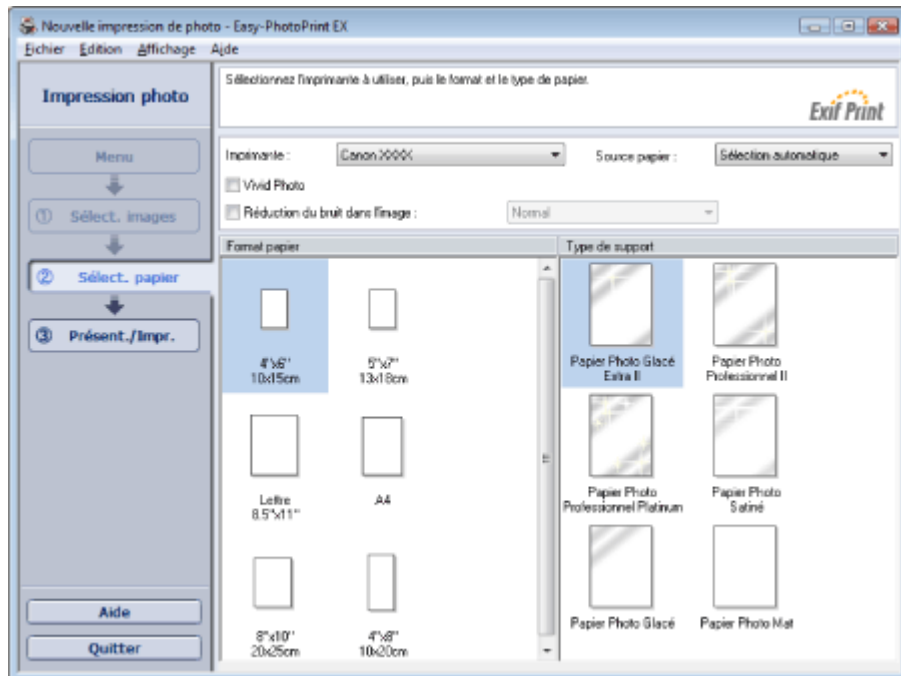 Nouvelle impression de photo - Easy-PhotoPrint EX
Fichier Edition Affichage Aide
Impression photo
Sélectionnez l'imprimante à utiliser, puis le format et le type de papier.
Exif Print
Menu
① Sélect. images
② Sélect. papier
③ Présent./Impr.
Aide
Quitter
Imprimante : Canon XXXX Source papier : Sélection automatique
Vivid Photo
Réduction du bruit dans l'image : Normal
Format papier
4"x6"
10x15cm
5"x7"
13x18cm
Lettre
8.5"x11"
A4
8"x10"
20x25cm
4"x8"
10x20cm
Type de support
Papier Photo Glacé
Extra II
Papier Photo
Professionnel II
Papier Photo
Professionnel Platinum
Papier Photo
Satiné
Papier Photo Glacé
Papier Photo Mat